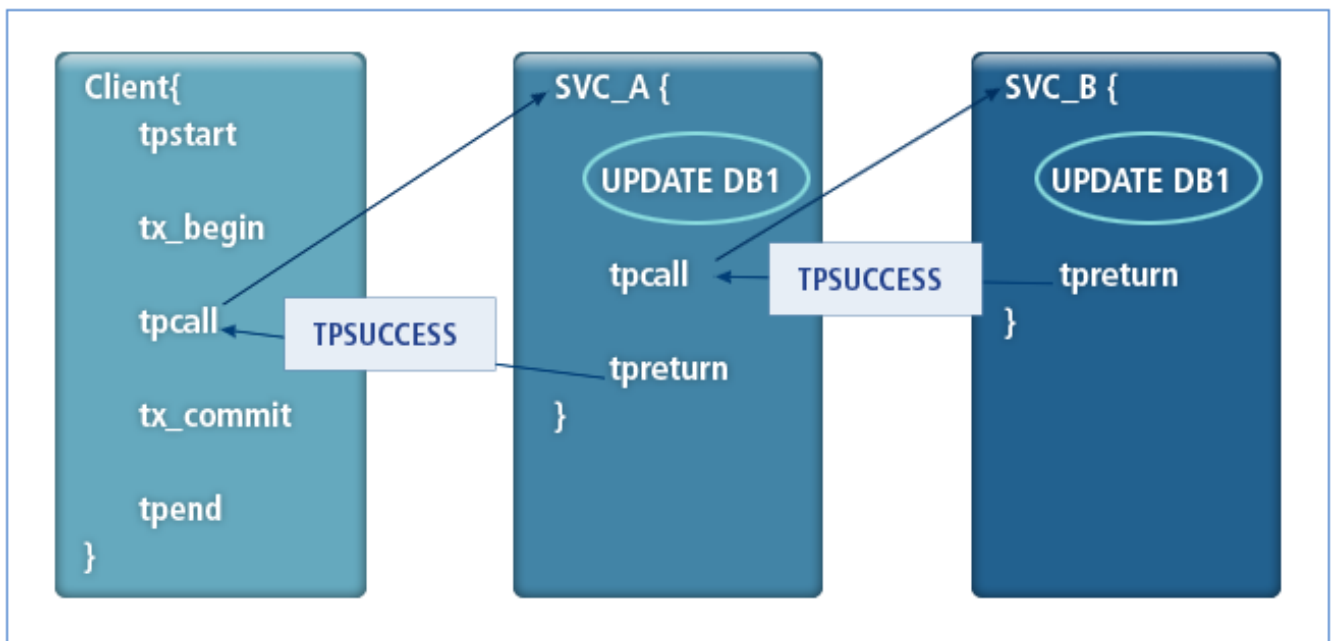 Client{
tpstart
tx_begin
tpcall
tx_commit
tpend
}
TPSUCCESS
SVC_A {
UPDATE DB1
tpcall
tpreturn
}
TPSUCCESS
SVC_B {
UPDATE DB1
tpreturn
}